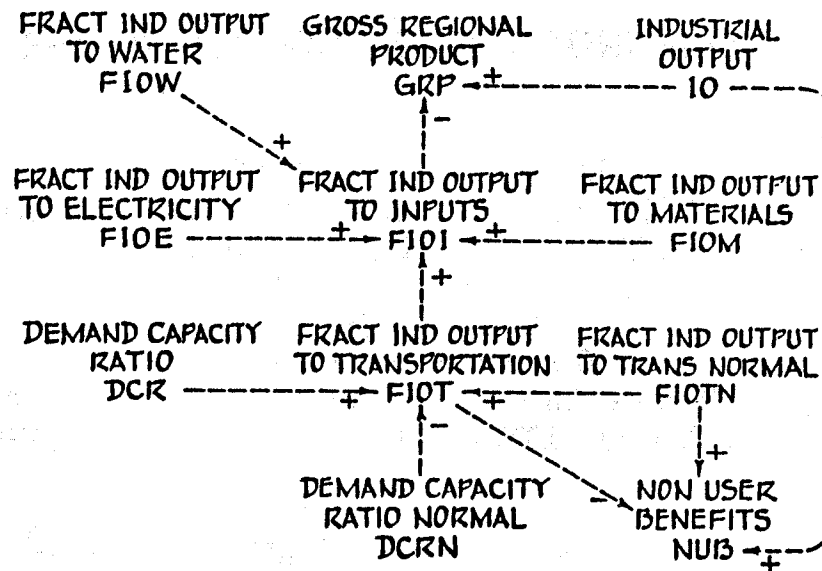 FRACT IND OUTPUT
TO WATER
FIOW
GROSS REGIONAL
PRODUCT
GRP
INDUSTRIAL
OUTPUT
IO
+
-
+
FRACT IND OUTPUT
TO ELECTRICITY
FIOE
FRACT IND OUTPUT
TO INPUTS
FIOI
FRACT IND OUTPUT
TO MATERIALS
FIOM
+
+
+
DEMAND CAPACITY
RATIO
DCR
FRACT IND OUTPUT
TO TRANSPORTATION
FIOT
FRACT IND OUTPUT
TO TRANS NORMAL
FIOTN
+
+
-
+
-
DEMAND CAPACITY
RATIO NORMAL
DCRN
NON USER
BENEFITS
NUB
+